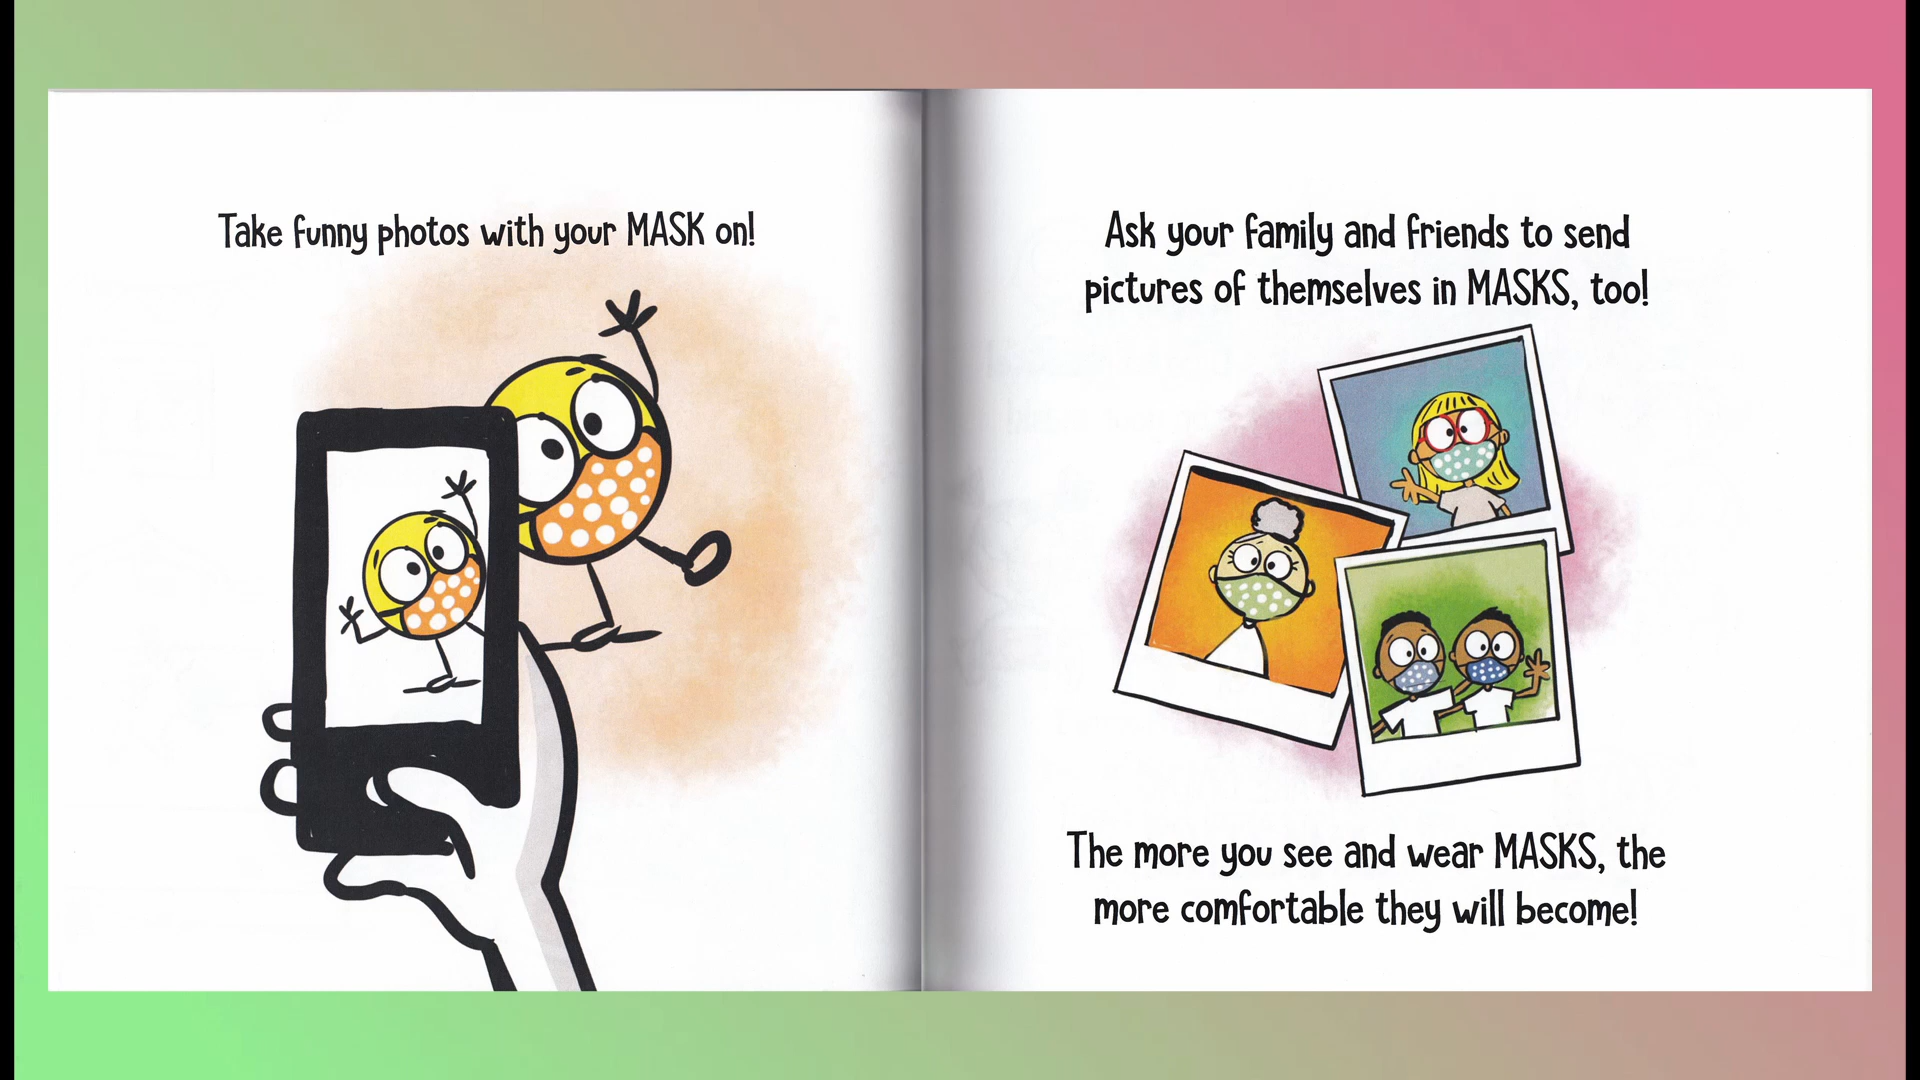 Take funny photos with your MASK on!
Ask your family and friends to send
pictures of themselves in MASKS, too!
The more you see and wear MASKS, the
more comfortable they will become!